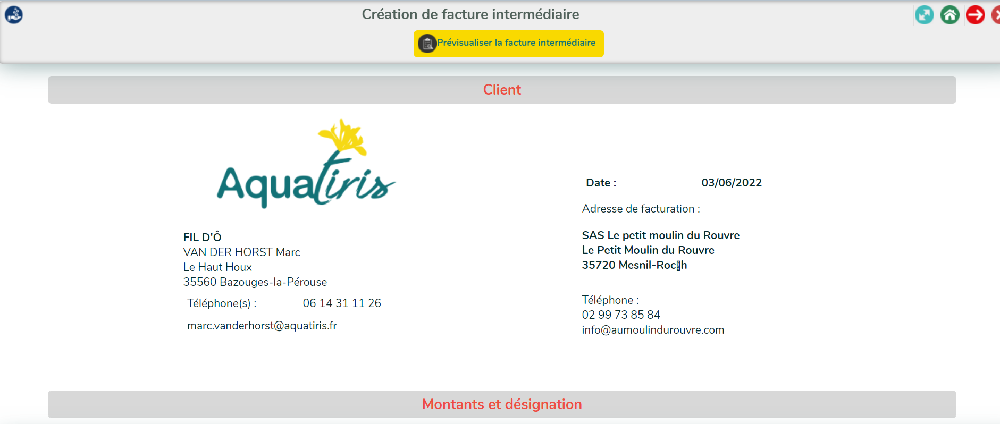 Création de facture intermédiaire
Prévisualiser la facture intermédiaire
Client
Aquatiris
FIL D'Ô
VAN DER HORST Marc
Le Haut Houx
35560 Bazouges-la-Pérouse
Téléphone(s) : 06 14 31 11 26
marc.vanderhorst@aquatiris.fr
Date : 03/06/2022
Adresse de facturation :
SAS Le petit moulin du Rouvre
Le Petit Moulin du Rouvre
35720 Mesnil-Roc▯h
Téléphone :
02 99 73 85 84
info@aumoulindurouvre.com
Montants et désignation